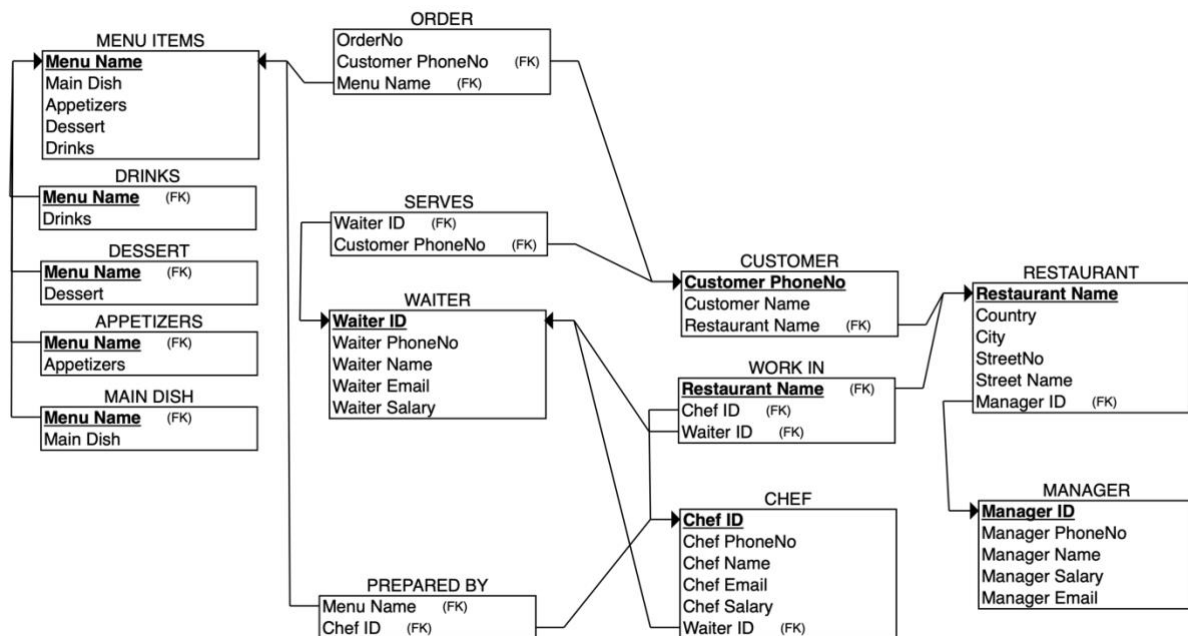 ORDER
OrderNo
Customer PhoneNo (FK)
Menu Name (FK)
MENU ITEMS
Menu Name
Main Dish
Appetizers
Dessert
Drinks
DRINKS
Menu Name (FK)
Drinks
DESSERT
Menu Name (FK)
Dessert
APPETIZERS
Menu Name (FK)
Appetizers
MAIN DISH
Menu Name (FK)
Main Dish
SERVES
Waiter ID (FK)
Customer PhoneNo (FK)
WAITER
Waiter ID
Waiter PhoneNo
Waiter Name
Waiter Email
Waiter Salary
CUSTOMER
Customer PhoneNo
Customer Name
Restaurant Name (FK)
RESTAURANT
Restaurant Name
Country
City
StreetNo
Street Name
Manager ID (FK)
WORK IN
Restaurant Name (FK)
Chef ID (FK)
Waiter ID (FK)
CHEF
Chef ID
Chef PhoneNo
Chef Name
Chef Email
Chef Salary
Waiter ID (FK)
MANAGER
Manager ID
Manager PhoneNo
Manager Name
Manager Salary
Manager Email
PREPARED BY
Menu Name (FK)
Chef ID (FK)